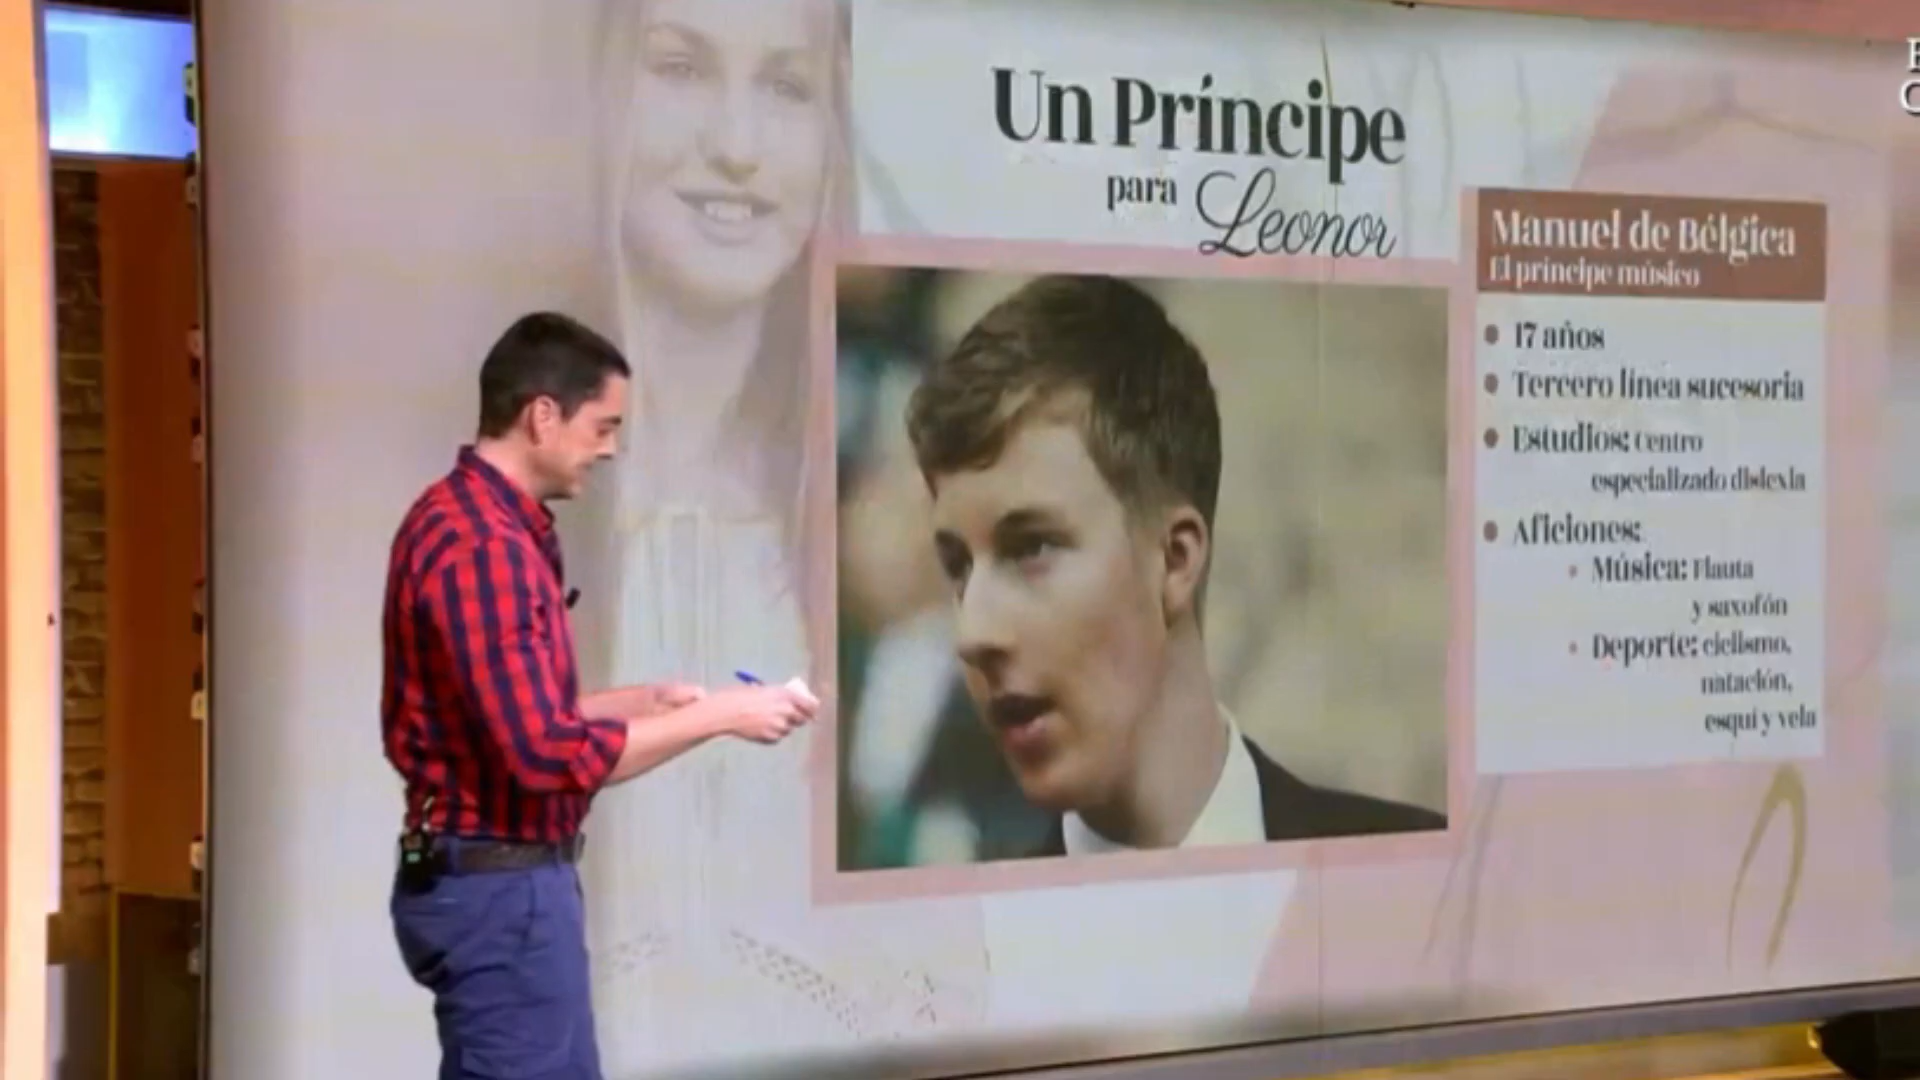 Un Príncipe
para Leonor
Manuel de Bélgica
El príncipe músico
17 años
Tercero línea sucesoria
Estudios: Centro
especializado dislexia
Aficiones:
Música: Flauta
y saxofón
Deporte: ciclismo,
natación,
esquí y vela